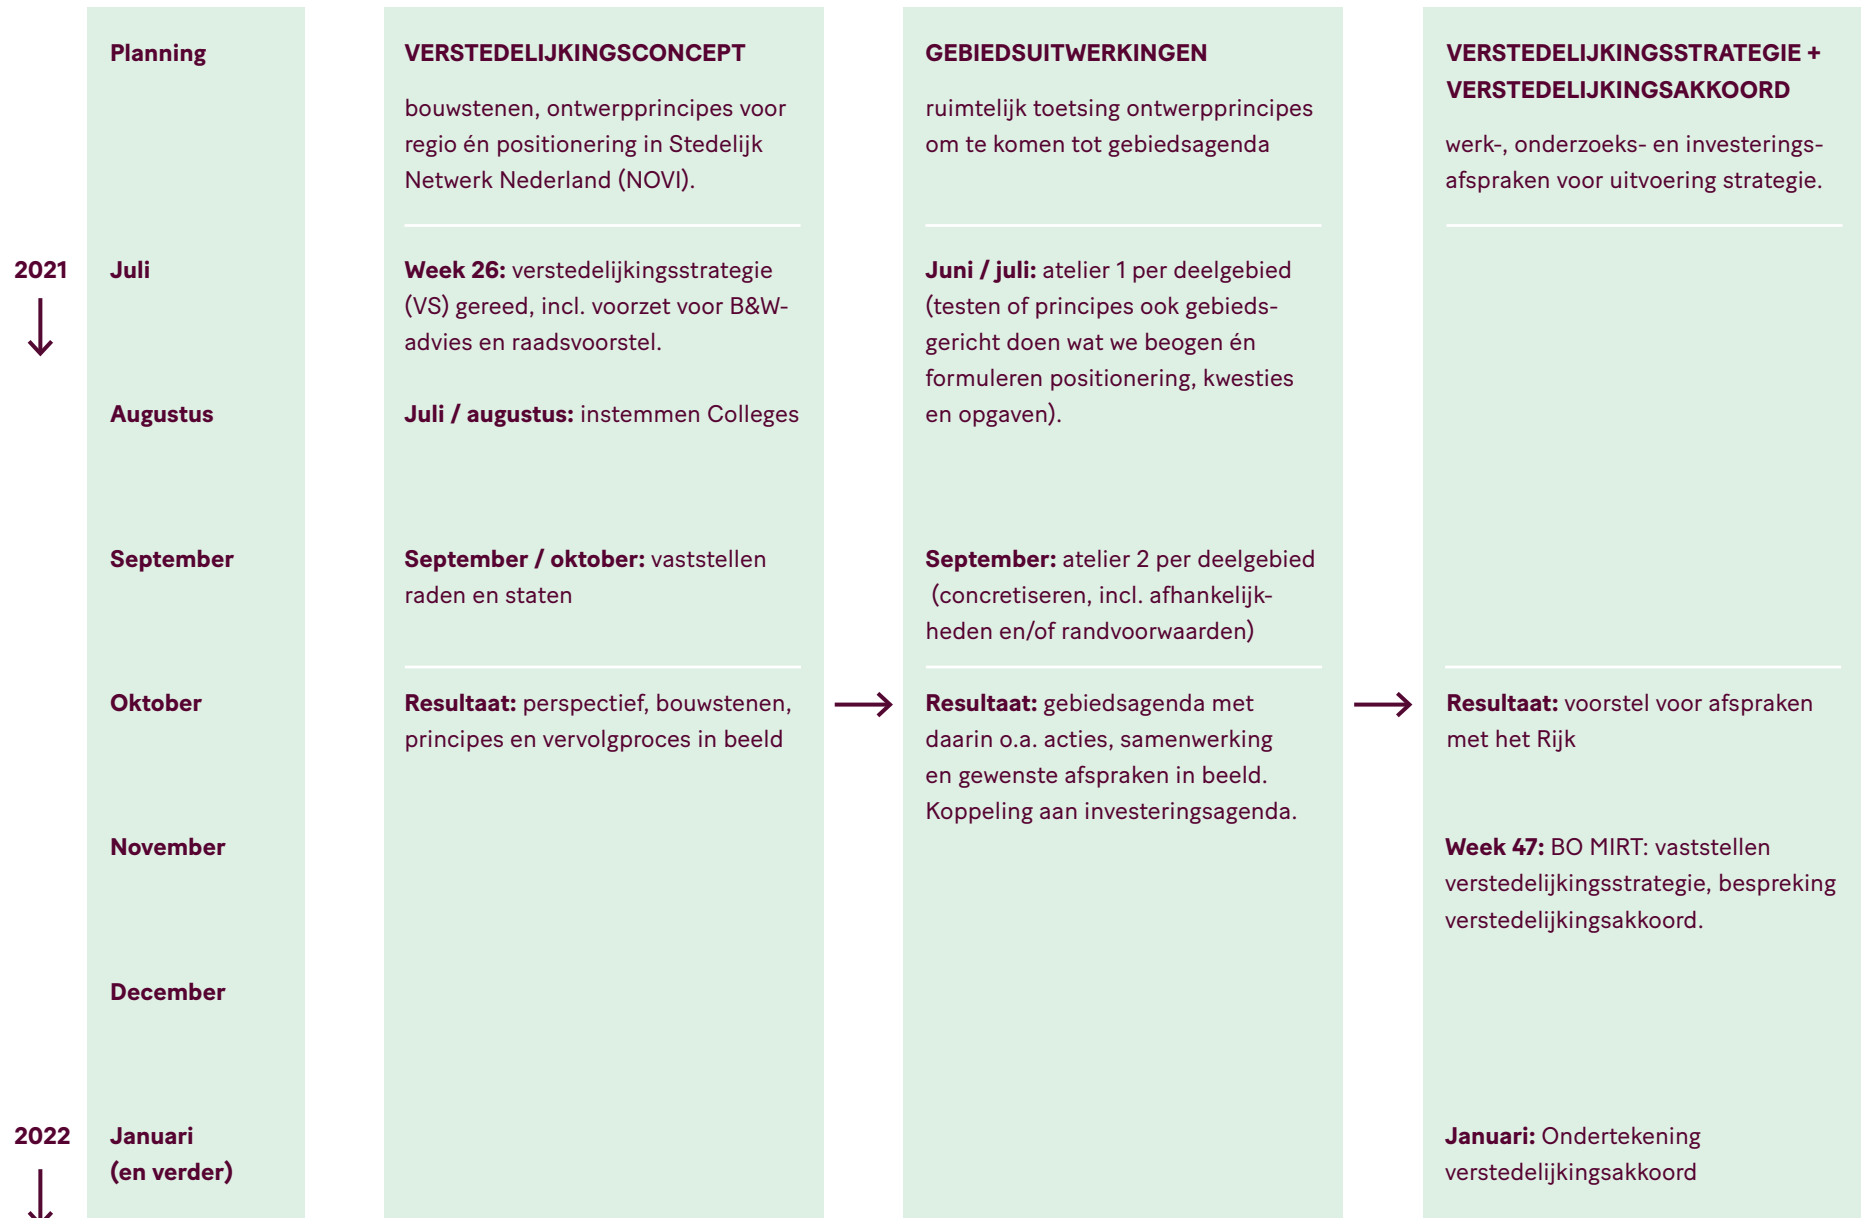 Planning
2021
Juli
Augustus
September
Oktober
November
December
2022
Januari
(en verder)
VERSTEDELIJKINGSCONCEPT
bouwstenen, ontwerpprincipes voor
regio én positionering in Stedelijk
Netwerk Nederland (NOVI).
Week 26: verstedelijkingsstrategie
(VS) gereed, incl. voorzet voor B&W-
advies en raadsvoorstel.
Juli / augustus: instemmen Colleges
September / oktober: vaststellen
raden en staten
Resultaat: perspectief, bouwstenen,
principes en vervolgproces in beeld
GEBIEDSUITWERKINGEN
ruimtelijk toetsing ontwerpprincipes
om te komen tot gebiedsagenda
Juni / juli: atelier 1 per deelgebied
(testen of principes ook gebieds-
gericht doen wat we beogen én
formuleren positionering, kwesties
en opgaven).
September: atelier 2 per deelgebied
(concretiseren, incl. afhankelijk-
heden en/of randvoorwaarden)
Resultaat: gebiedsagenda met
daarin o.a. acties, samenwerking
en gewenste afspraken in beeld.
Koppeling aan investeringsagenda.
VERSTEDELIJKINGSSTRATEGIE +
VERSTEDELIJKINGSAKKOORD
werk-, onderzoeks- en investerings-
afspraken voor uitvoering strategie.
Resultaat: voorstel voor afspraken
met het Rijk
Week 47: BO MIRT: vaststellen
verstedelijkingsstrategie, bespreking
verstedelijkingsakkoord.
Januari: Ondertekening
verstedelijkingsakkoord